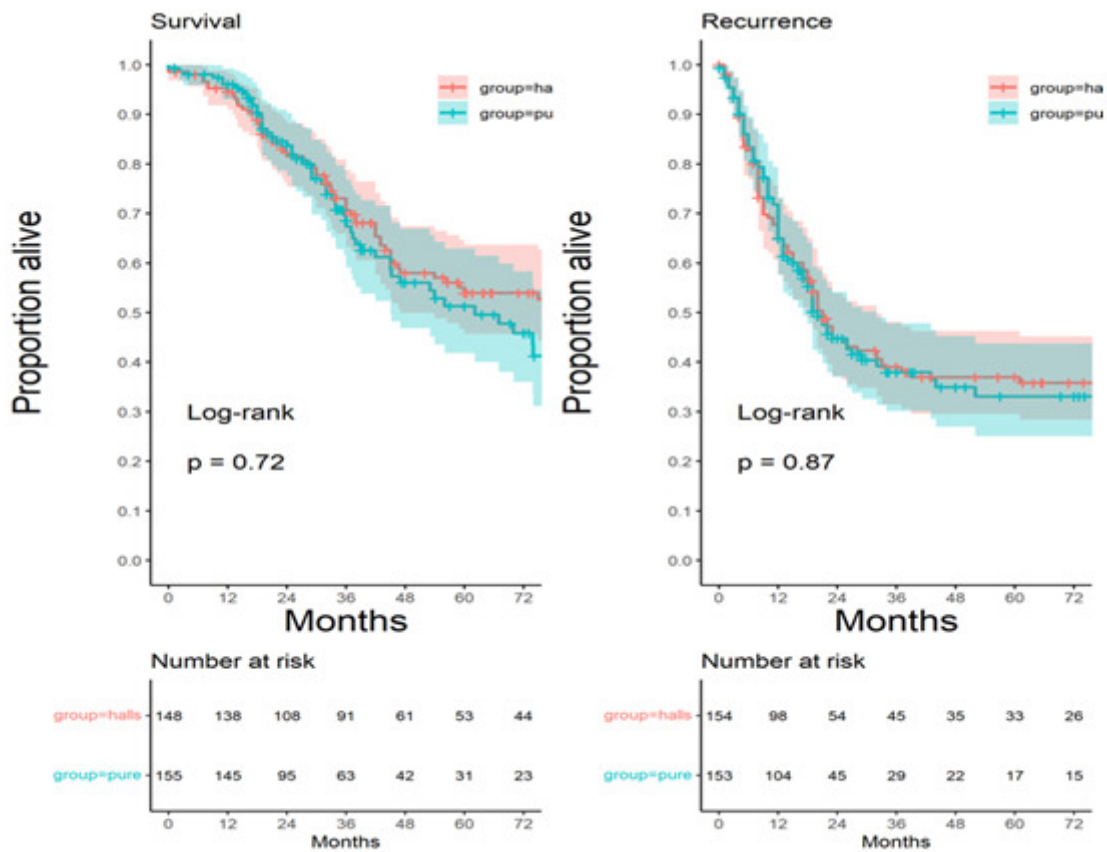 Survival
Proportion alive
1.0
0.9
0.8
0.7
0.6
0.5
0.4
0.3
0.2
0.1
0.0
group=ha
group=pu
Log-rank
p = 0.72
0 12 24 36 48 60 72
Months
Number at risk
group=halls 148 138 108 91 61 53 44
group=pure 155 145 95 63 42 31 23
0 12 24 36 48 60 72
Months
Recurrence
Proportion alive
1.0
0.9
0.8
0.7
0.6
0.5
0.4
0.3
0.2
0.1
0.0
group=ha
group=pu
Log-rank
p = 0.87
0 12 24 36 48 60 72
Months
Number at risk
group=halls 154 98 54 45 35 33 26
group=pure 153 104 45 29 22 17 15
0 12 24 36 48 60 72
Months